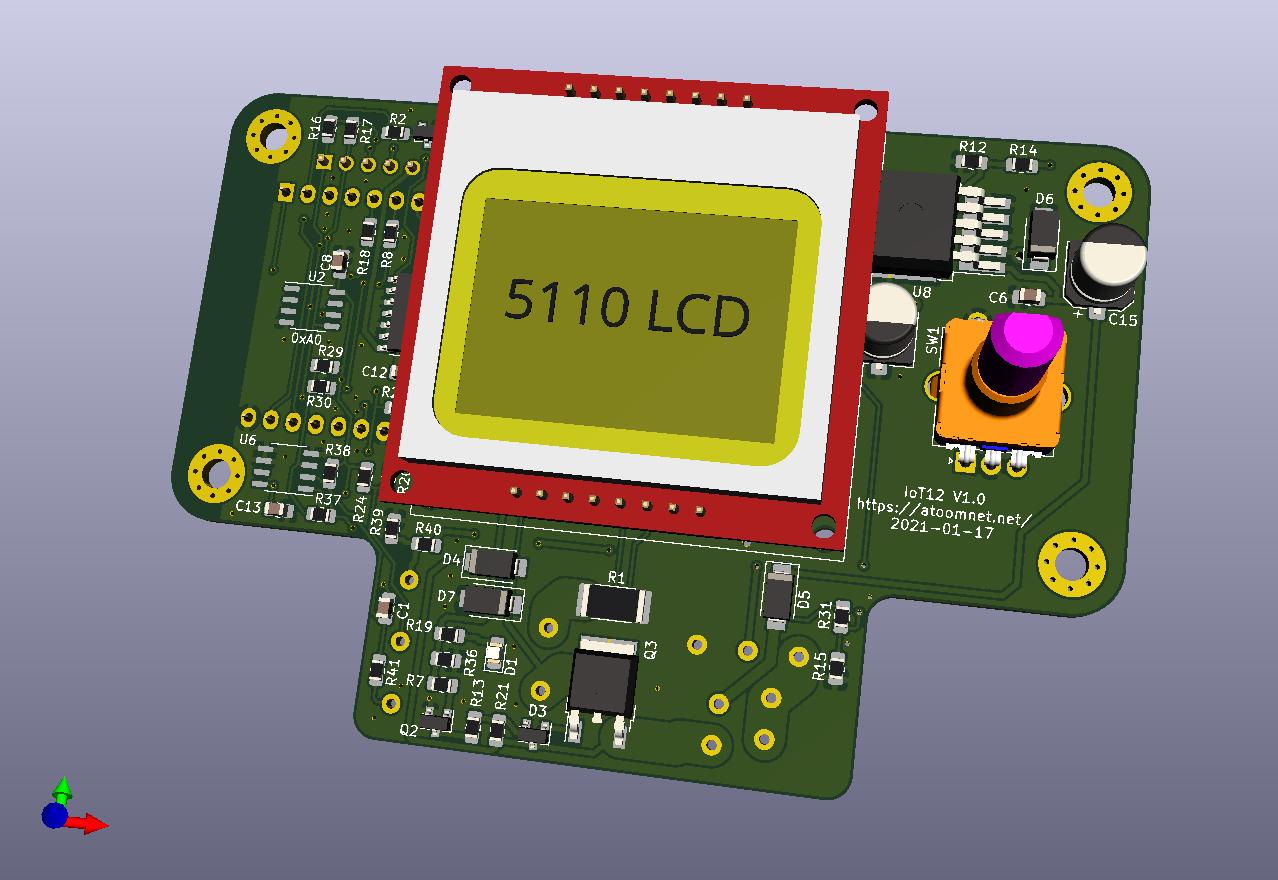 R16
R17
R2
R12
R14
D6
R18
R8
C8
U2
0xA0
U8
C6
C15
+
SW1
5110 LCD
R29
R30
C12
U6
R38
R37
R24
C13
R39
R40
IoT12 V1.0
https://atoomnet.net/
2021-01-17
D4
D7
R1
D5
R31
C1
R19
R36
D1
Q3
R15
R41
R7
R13
R21
D3
Q2